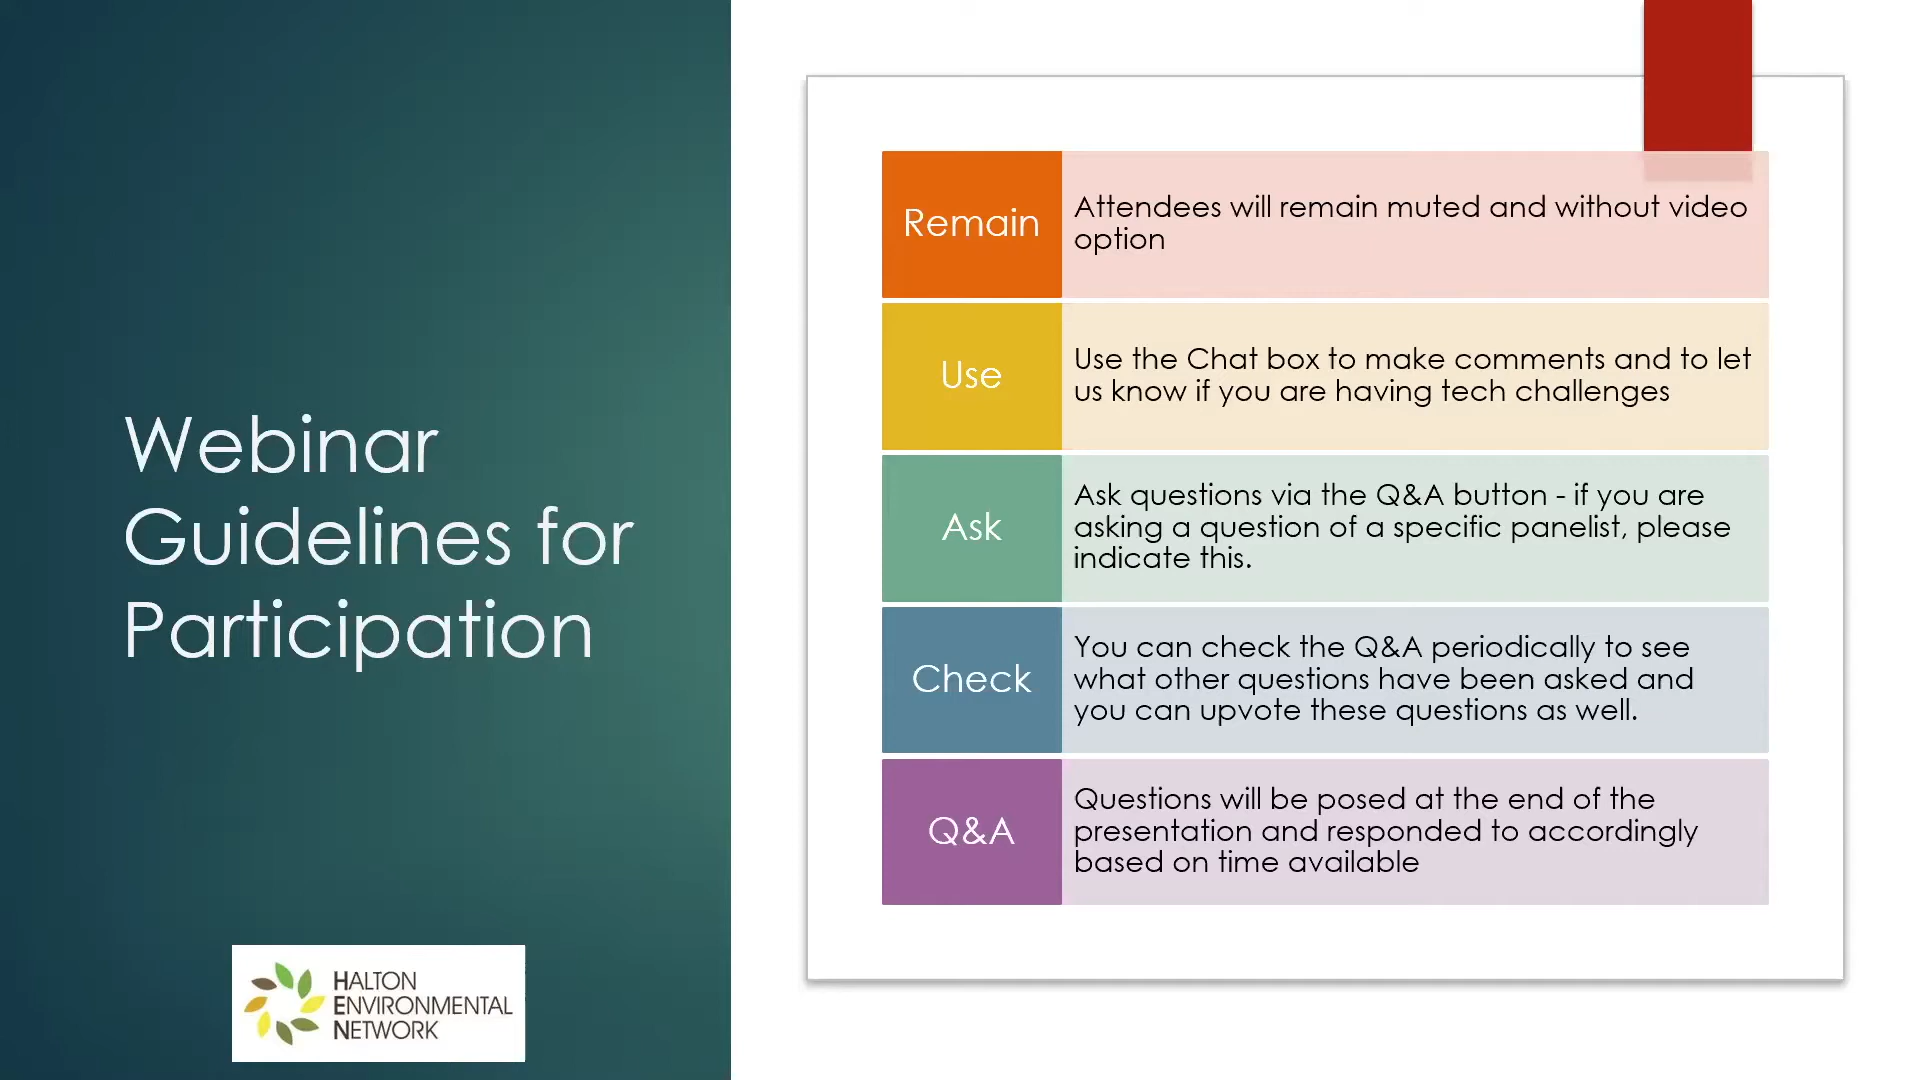 Webinar
Guidelines for
Participation
HALTON
ENVIRONMENTAL
NETWORK
Remain
Attendees will remain muted and without video
option
Use
Use the Chat box to make comments and to let
us know if you are having tech challenges
Ask
Ask questions via the Q&A button - if you are
asking a question of a specific panelist, please
indicate this.
Check
You can check the Q&A periodically to see
what other questions have been asked and
you can upvote these questions as well.
Q&A
Questions will be posed at the end of the
presentation and responded to accordingly
based on time available